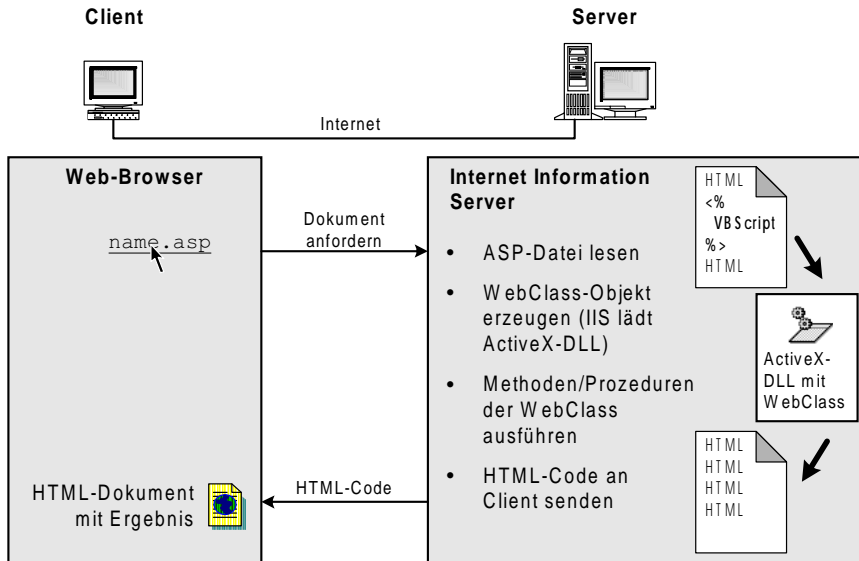 Client
Server
Internet
Web-Browser
name.asp
Dokument
anfordern
Internet Information
Server
• ASP-Datei lesen
• WebClass-Objekt
erzeugen (IIS lädt
ActiveX-DLL)
• Methoden/Prozeduren
der WebClass
ausführen
• HTML-Code an
Client senden
HTML
<%
VBScript
%>
HTML
ActiveX-
DLL mit
WebClass
HTML
HTML
HTML
HTML
HTML-Code
HTML-Dokument
mit Ergebnis